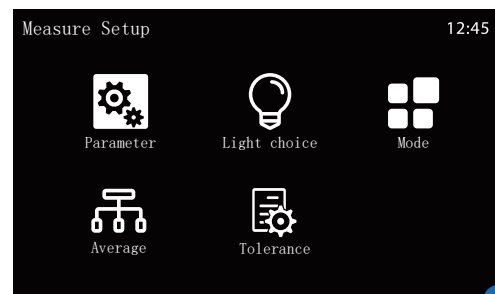 Measure Setup 12:45
Parameter Light choice Mode
Average Tolerance